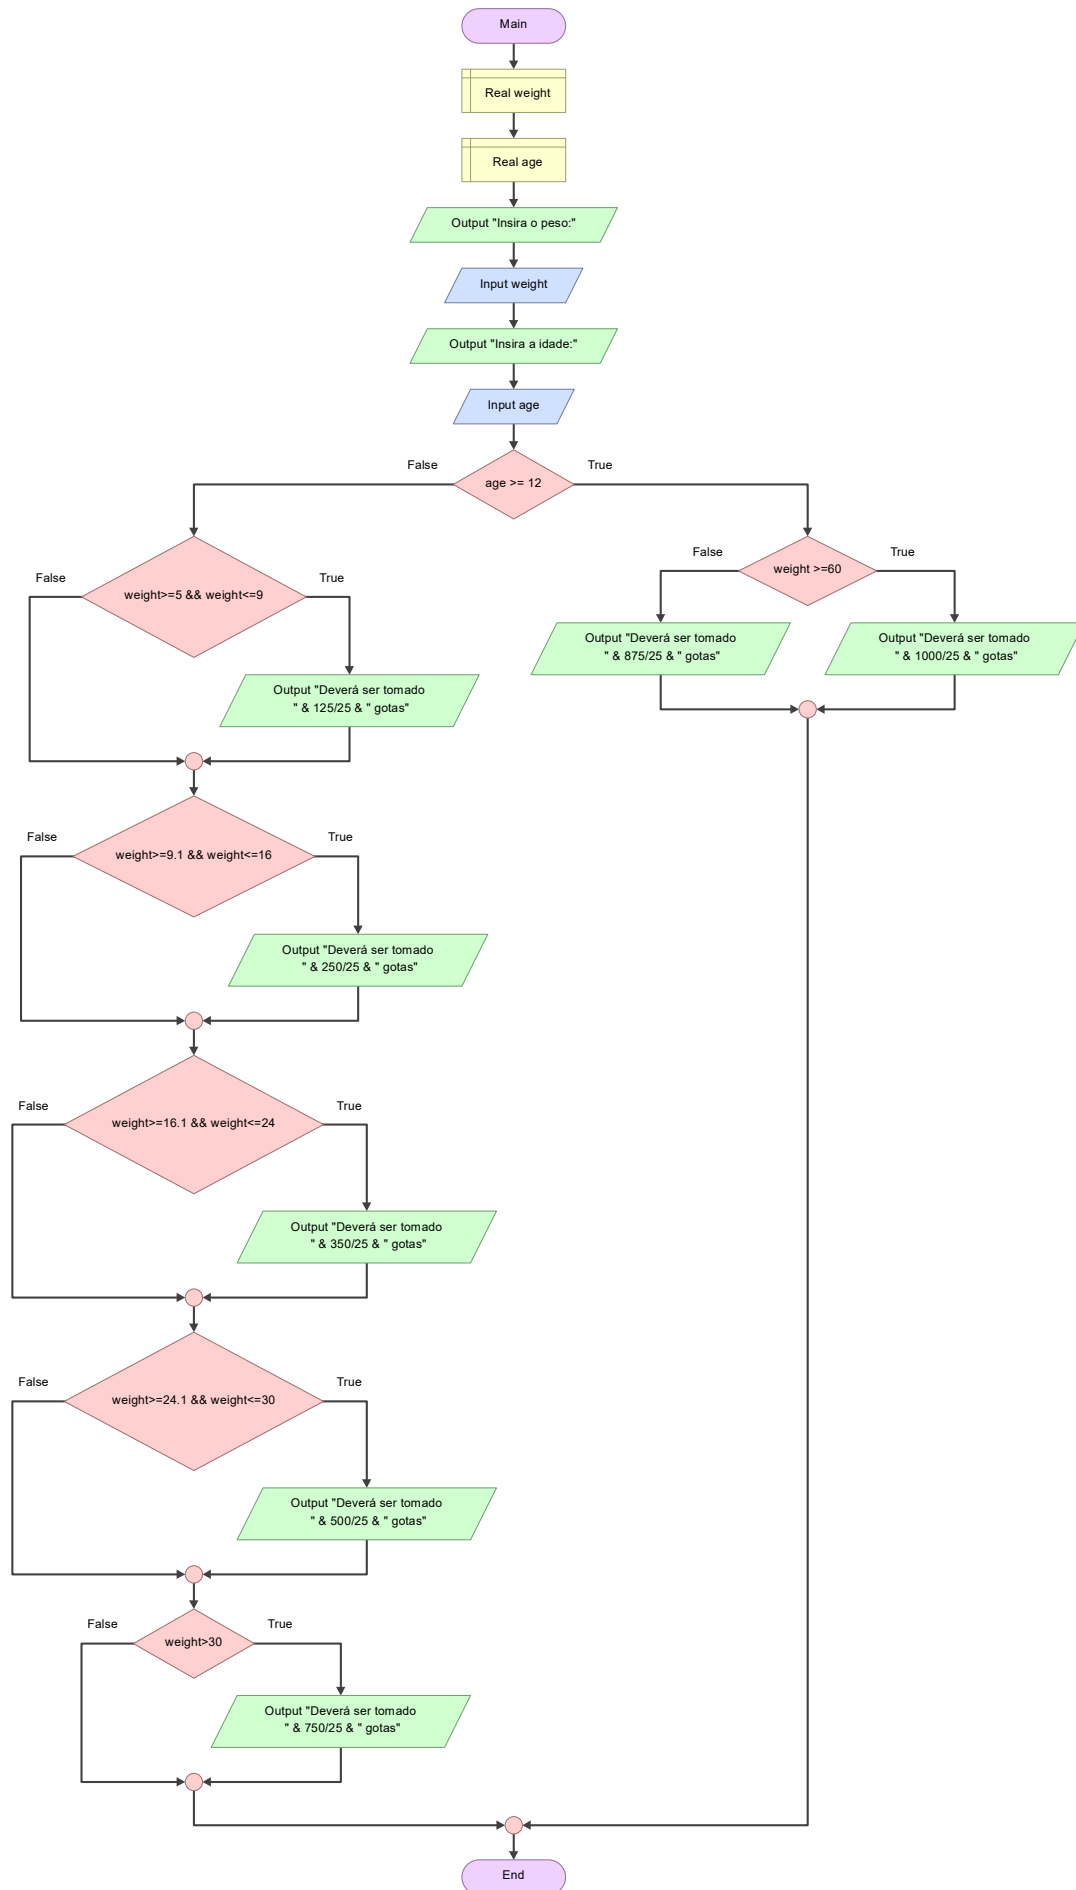 Main
Real weight
Real age
Output "Insira o peso:"
Input weight
Output "Insira a idade:"
Input age
False
True
age >= 12
False
True
weight >=60
Output "Deverá ser tomado
" & 875/25 & " gotas"
Output "Deverá ser tomado
" & 1000/25 & " gotas"
False
True
weight>=5 && weight<=9
Output "Deverá ser tomado
" & 125/25 & " gotas"
False
True
weight>=9.1 && weight<=16
Output "Deverá ser tomado
" & 250/25 & " gotas"
False
True
weight>=16.1 && weight<=24
Output "Deverá ser tomado
" & 350/25 & " gotas"
False
True
weight>=24.1 && weight<=30
Output "Deverá ser tomado
" & 500/25 & " gotas"
False
True
weight>30
Output "Deverá ser tomado
" & 750/25 & " gotas"
End